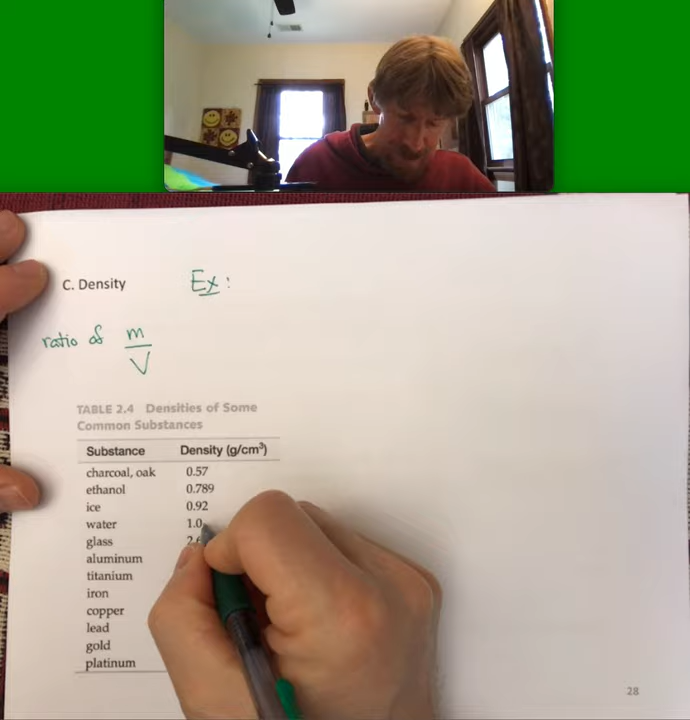 C. Density Ex:
ratio of m
V
TABLE 2.4 Densities of Some
Common Substances
Substance Density (g/cm³)
charcoal, oak 0.57
ethanol 0.789
ice 0.92
water 1.0
glass
aluminum
titanium
iron
copper
lead
gold
platinum
28